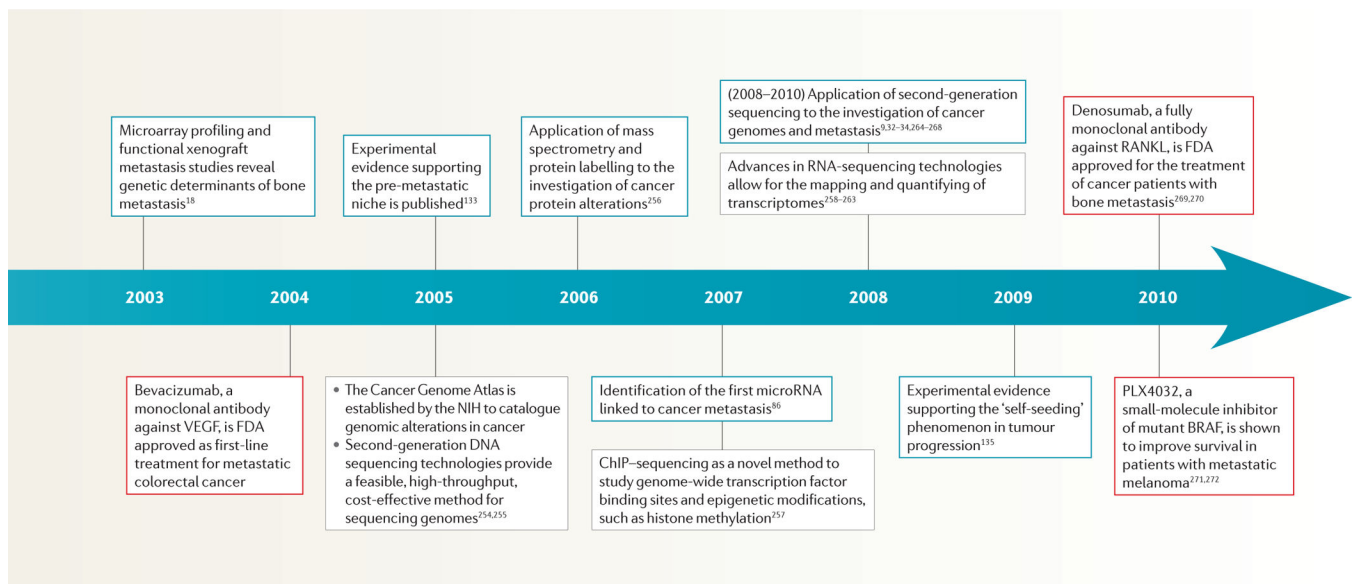 Microarray profiling and
functional xenograft
metastasis studies reveal
genetic determinants of bone
metastasis18
Experimental
evidence supporting
the pre-metastatic
niche is published133
Application of mass
spectrometry and
protein labelling to the
investigation of cancer
protein alterations256
(2008–2010) Application of second-generation
sequencing to the investigation of cancer
genomes and metastasis9,32–34,264–268
Advances in RNA-sequencing technologies
allow for the mapping and quantifying of
transcriptomes258–263
Denosumab, a fully
monoclonal antibody
against RANKL, is FDA
approved for the treatment
of cancer patients with
bone metastasis269,270
2003 2004 2005 2006 2007 2008 2009 2010
Bevacizumab, a
monoclonal antibody
against VEGF, is FDA
approved as first-line
treatment for metastatic
colorectal cancer
• The Cancer Genome Atlas is
established by the NIH to catalogue
genomic alterations in cancer
• Second-generation DNA
sequencing technologies provide
a feasible, high-throughput,
cost-effective method for
sequencing genomes254,255
Identification of the first microRNA
linked to cancer metastasis86
ChIP–sequencing as a novel method to
study genome-wide transcription factor
binding sites and epigenetic modifications,
such as histone methylation257
Experimental evidence
supporting the ‘self-seeding’
phenomenon in tumour
progression135
PLX4032, a
small-molecule inhibitor
of mutant BRAF, is shown
to improve survival in
patients with metastatic
melanoma271,272